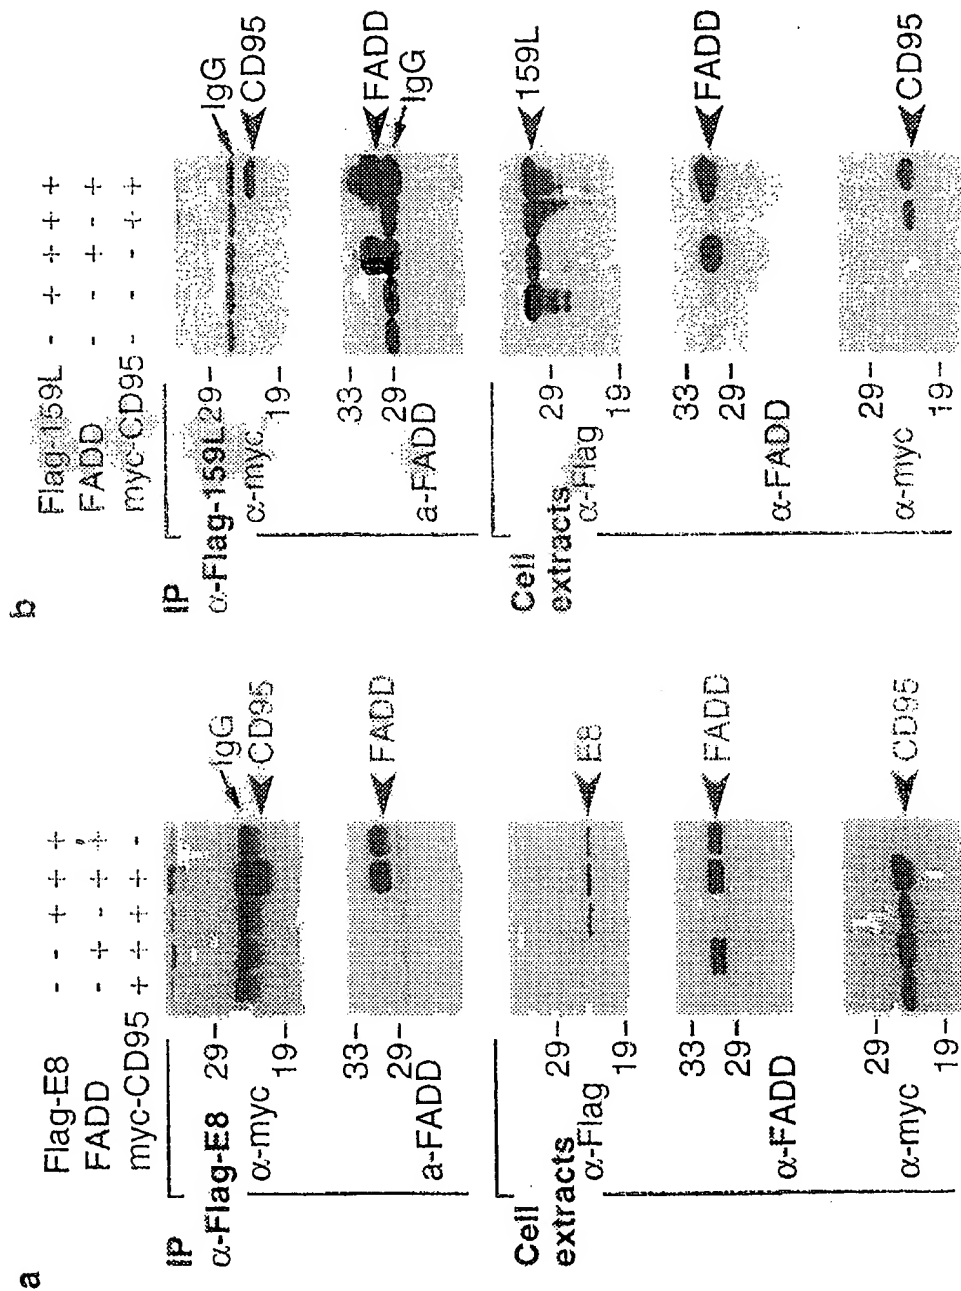 a
Flag-E8 - - + + +
FADD - + - + +
myc-CD95 + + + + -
IP
α-Flag-E8 29-
IgG
α-myc
CD95
19-
33-
FADD
29-
a-FADD
Cell
extracts
29-
E8
α-Flag
19-
33-
FADD
29-
α-FADD
29-
CD95
α-myc
19-
b
Flag-159L - + + + +
FADD - - + - +
myc-CD95 - - - + +
IP
α-Flag-159L 29-
IgG
α-myc
CD95
19-
33-
FADD
29-
IgG
a-FADD
Cell
extracts
159L
29-
α-Flag
19-
33-
FADD
29-
α-FADD
29-
CD95
α-myc
19-